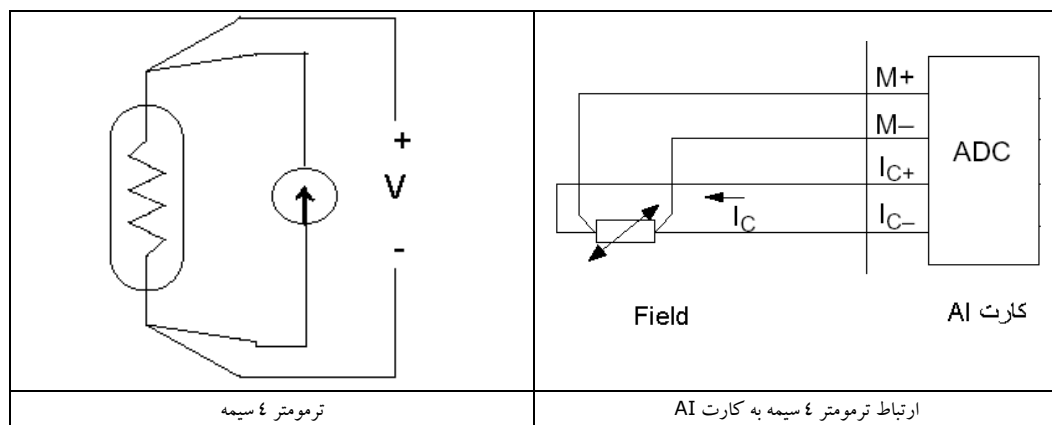 +
V
-
M+
M–
IC+
IC–
IC
ADC
Field
کارت AI
ترمومتر ٤ سیمه
ارتباط ترمومتر ٤ سیمه به کارت AI